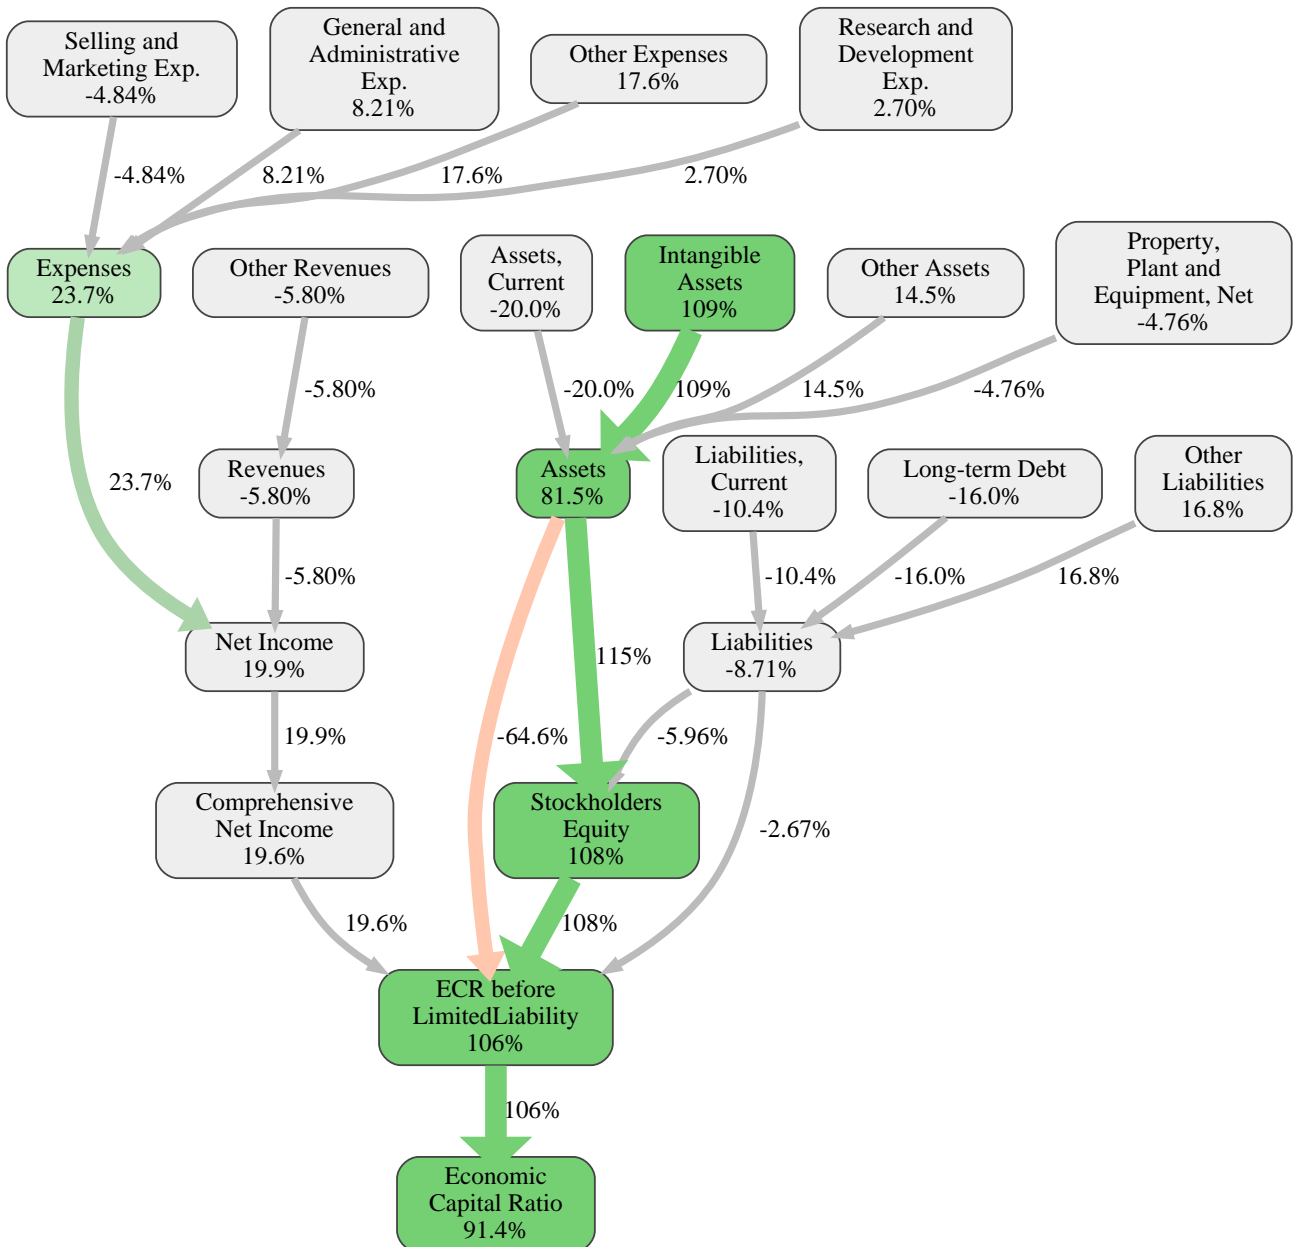 Selling and
Marketing Exp.
-4.84%
General and
Administrative
Exp.
8.21%
Other Expenses
17.6%
Research and
Development
Exp.
2.70%
-4.84%
8.21%
17.6%
2.70%
Expenses
23.7%
Other Revenues
-5.80%
Assets,
Current
-20.0%
Intangible
Assets
109%
Other Assets
14.5%
Property,
Plant and
Equipment, Net
-4.76%
-5.80%
-20.0%
109%
14.5%
-4.76%
23.7%
Revenues
-5.80%
Assets
81.5%
Liabilities,
Current
-10.4%
Long-term Debt
-16.0%
Other
Liabilities
16.8%
-5.80%
-10.4%
-16.0%
16.8%
Net Income
19.9%
115%
Liabilities
-8.71%
19.9%
-64.6%
-5.96%
Comprehensive
Net Income
19.6%
Stockholders
Equity
108%
-2.67%
19.6%
108%
ECR before
LimitedLiability
106%
106%
Economic
Capital Ratio
91.4%